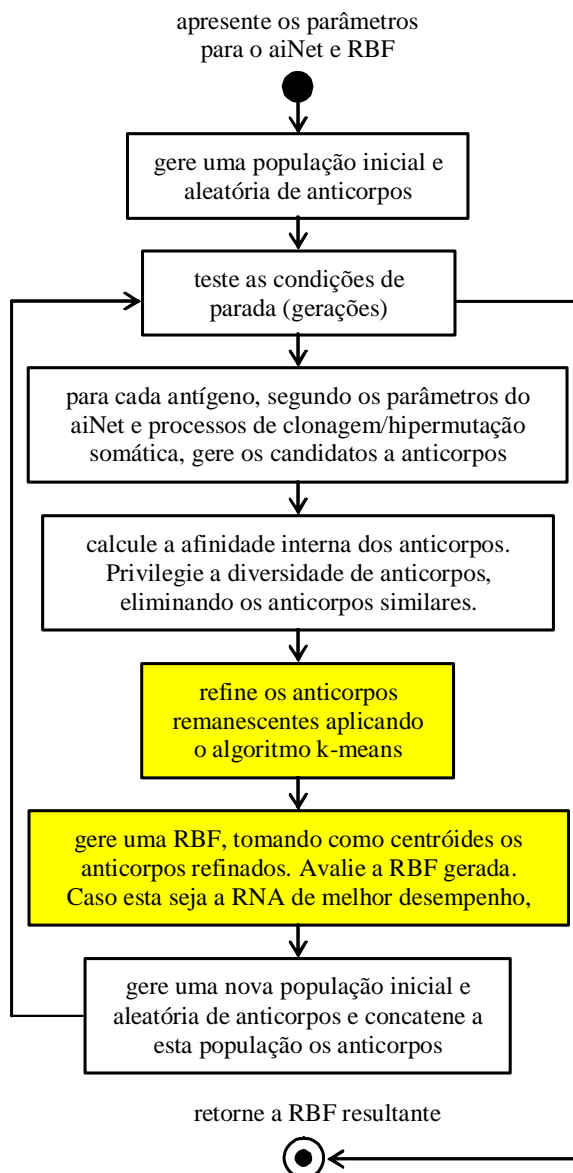 apresente os parâmetros
para o aiNet e RBF
gere uma população inicial e
aleatória de anticorpos
teste as condições de
parada (gerações)
para cada antígeno, segundo os parâmetros do
aiNet e processos de clonagem/hipermutação
somática, gere os candidatos a anticorpos
calcule a afinidade interna dos anticorpos.
Privilegie a diversidade de anticorpos,
eliminando os anticorpos similares.
refine os anticorpos
remanescentes aplicando
o algoritmo k-means
gere uma RBF, tomando como centróides os
anticorpos refinados. Avalie a RBF gerada.
Caso esta seja a RNA de melhor desempenho,
gere uma nova população inicial e
aleatória de anticorpos e concatene a
esta população os anticorpos
retorne a RBF resultante